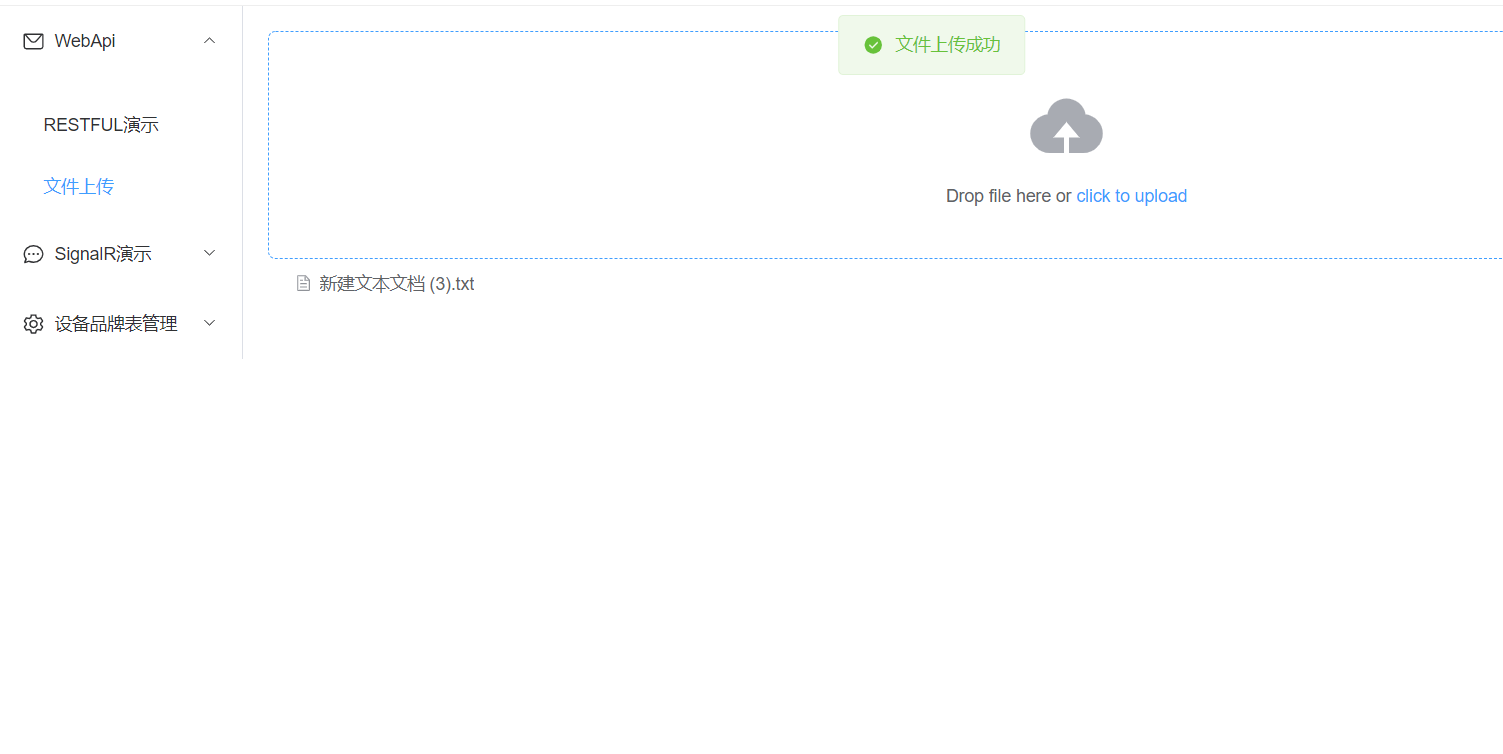 WebApi
RESTFUL演示
文件上传
SignalR演示
设备品牌表管理
文件上传成功
Drop file here or click to upload
新建文本文档 (3).txt